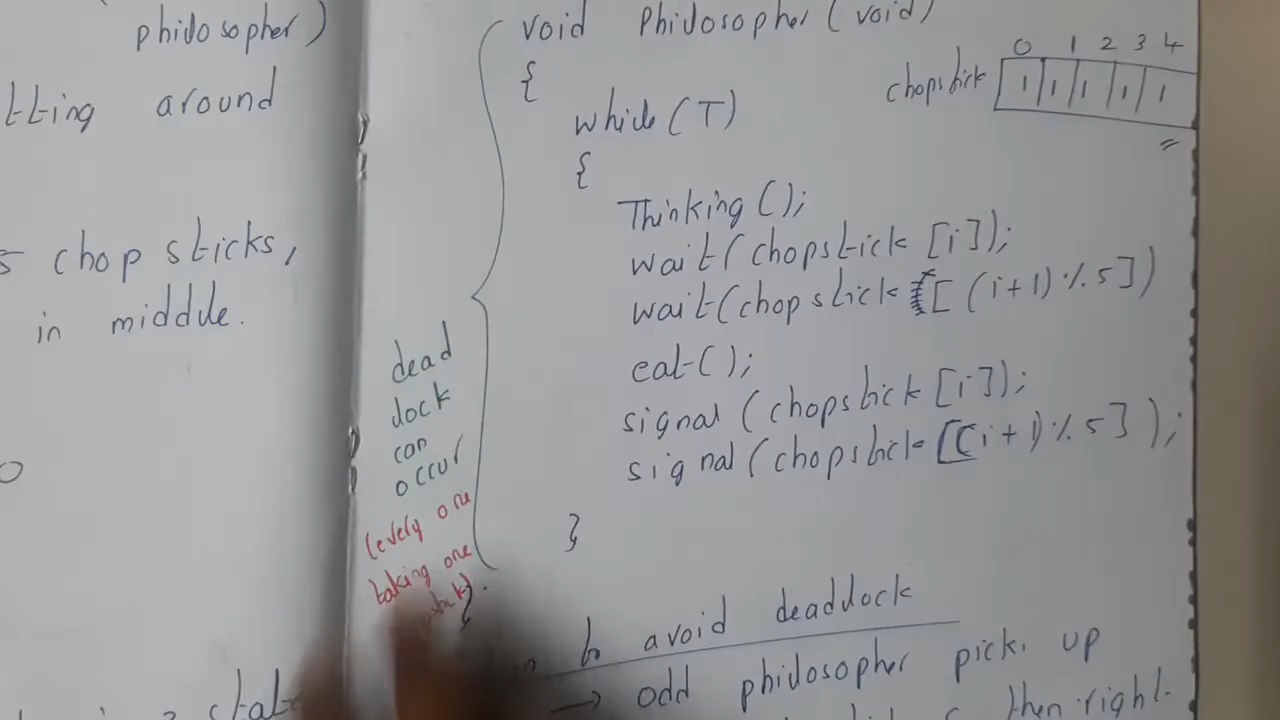 philosopher)
tting around
5 chop sticks,
in middle.
void Philosopher (void)
{
while (T)
{
Thinking ();
wait (chopstick [i]);
wait (chopstick [(i+1) % 5])
eat ();
signal (chopstick [i]);
signal (chopstick [(i+1) % 5]);
}
}
0 1 2 3 4
chopstick 1 1 1 1 1
dead
lock
can
occur
(every one
taking one
to avoid deadlock
→ odd philosopher pick up
then right